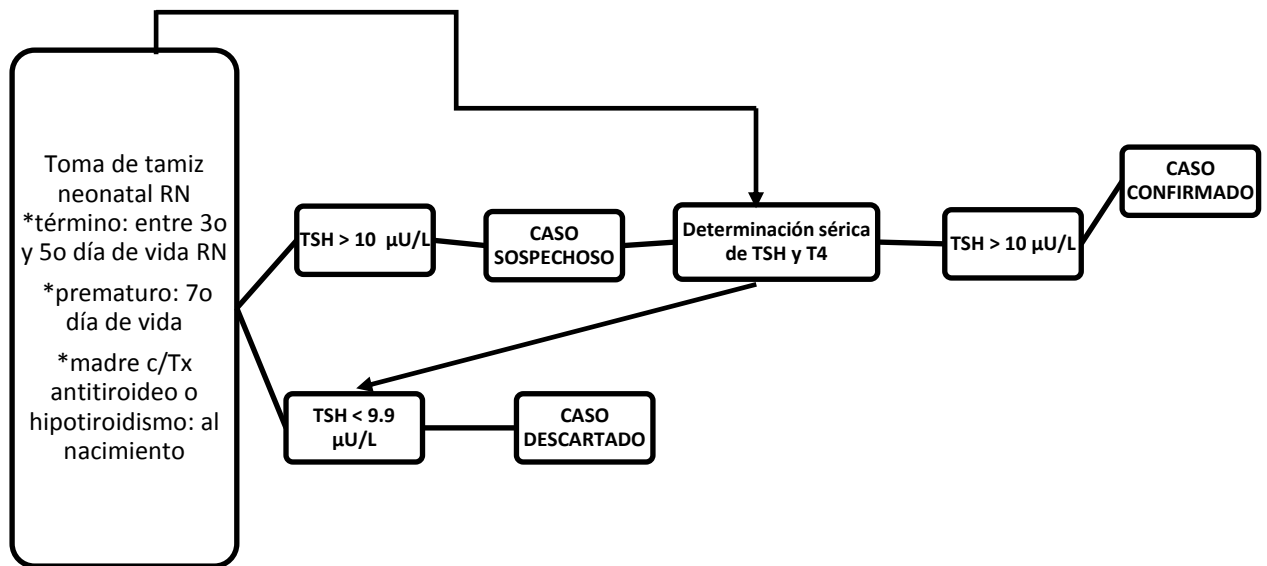 Toma de tamiz
neonatal RN
*término: entre 3o
y 5o día de vida RN
*prematuro: 7o
día de vida
*madre c/Tx
antitiroideo o
hipotiroidismo: al
nacimiento
TSH > 10 µU/L
CASO
SOSPECHOSO
Determinación sérica
de TSH y T4
TSH > 10 µU/L
CASO
CONFIRMADO
TSH < 9.9
µU/L
CASO
DESCARTADO